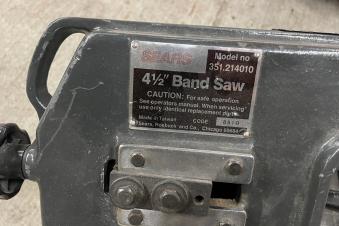 SEARS
Model no
351.214010
4½" Band Saw
CAUTION: For safe operation
See operators manual. When servicing
use only identical replacement parts.
Made in Taiwan CODE
Sears, Roebuck and Co., Chicago 60684